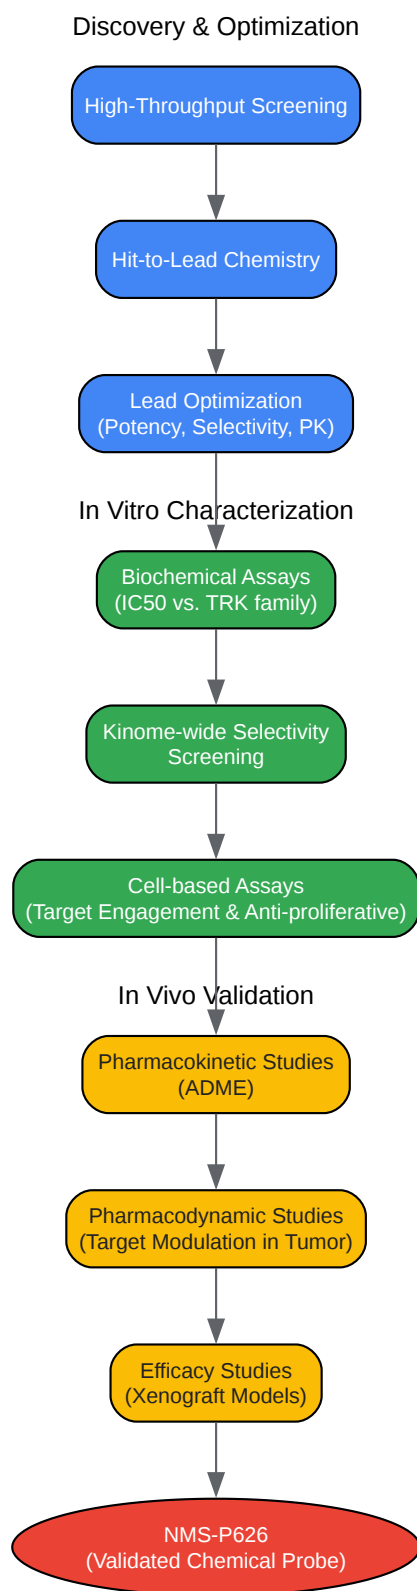 Discovery & Optimization
High-Throughput Screening
Hit-to-Lead Chemistry
Lead Optimization
(Potency, Selectivity, PK)
In Vitro Characterization
Biochemical Assays
(IC50 vs. TRK family)
Kinome-wide Selectivity
Screening
Cell-based Assays
(Target Engagement & Anti-proliferative)
In Vivo Validation
Pharmacokinetic Studies
(ADME)
Pharmacodynamic Studies
(Target Modulation in Tumor)
Efficacy Studies
(Xenograft Models)
NMS-P626
(Validated Chemical Probe)